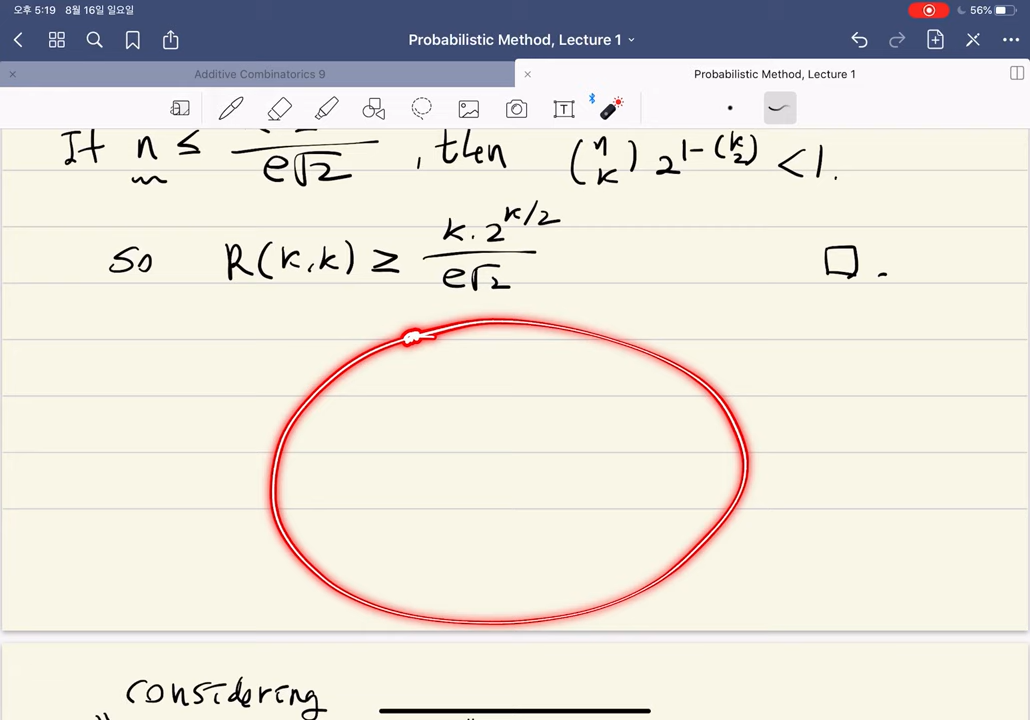 오후 5:19 8월 16일 일요일 56%
Probabilistic Method, Lecture 1
Additive Combinatorics 9
Probabilistic Method, Lecture 1
If n ≤ / e√2 , then (n k) 2^{1-(k 2)} < 1.
So R(k,k) ≥ k·2^{k/2} / e√2 □.
considering